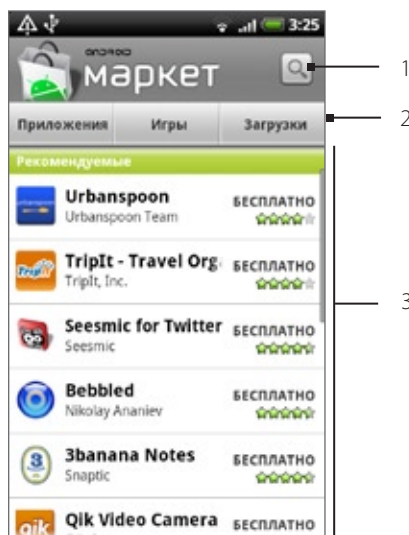 3:25
android
маркет
1
Приложения Игры Загрузки
2
Рекомендуемые
Urbanspoon БЕСПЛАТНО
Urbanspoon Team
TripIt - Travel Org БЕСПЛАТНО
TripIt, Inc.
3
Seesmic for Twitter БЕСПЛАТНО
Seesmic
Bebbled БЕСПЛАТНО
Nikolay Ananiev
3banana Notes БЕСПЛАТНО
Snaptic
Qik Video Camera БЕСПЛАТНО
qik